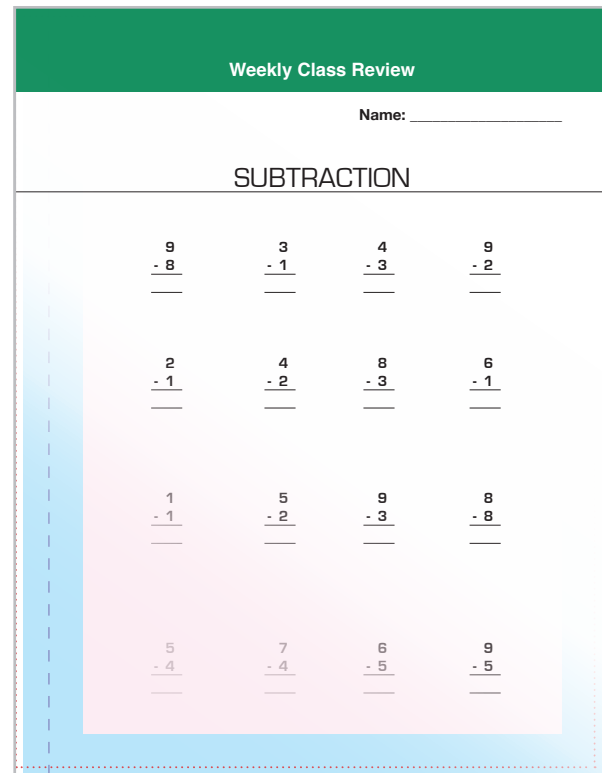 Weekly Class Review
Name: ____________________
SUBTRACTION
9 3 4 9
- 8 - 1 - 3 - 2
2 4 8 6
- 1 - 2 - 3 - 1
1 5 9 8
- 1 - 2 - 3 - 8
5 7 6 9
- 4 - 4 - 5 - 5